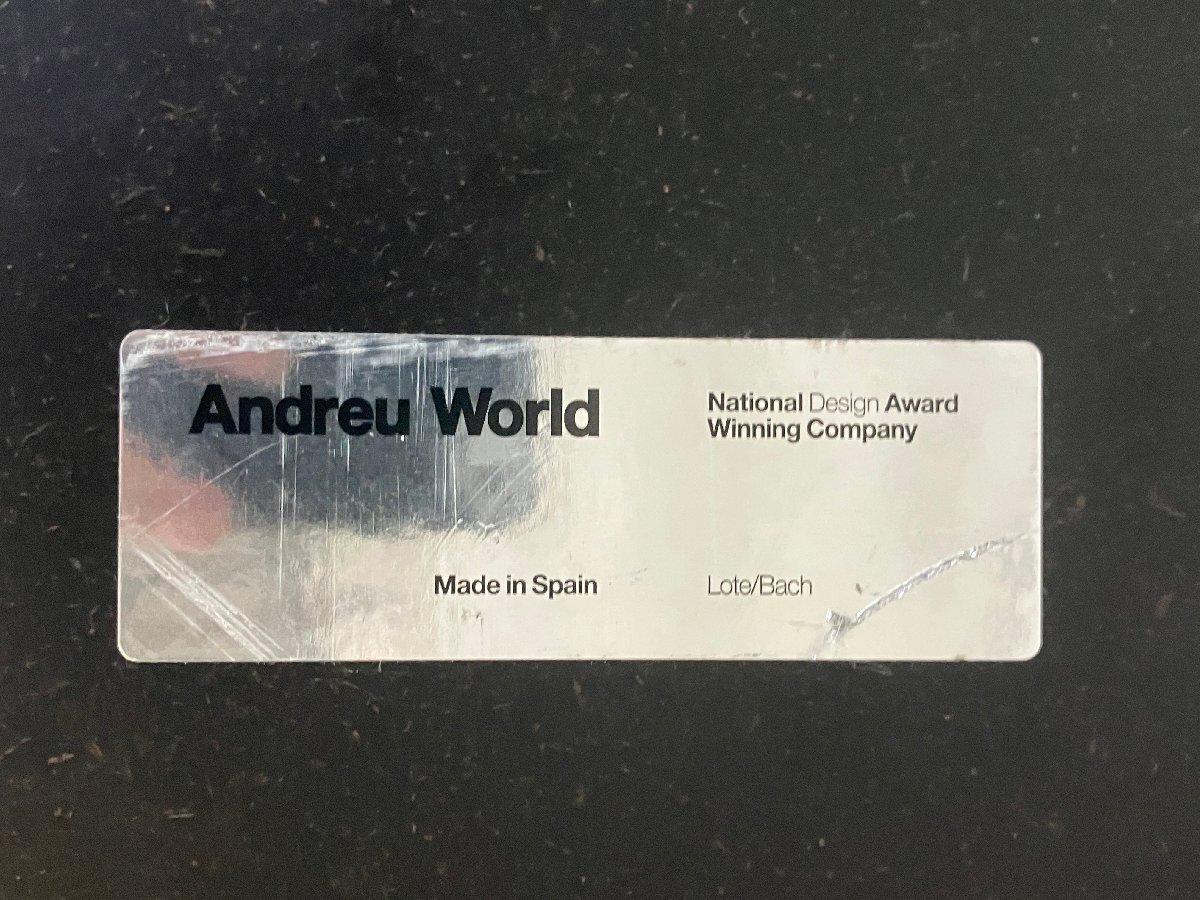 Andreu World
National Design Award
Winning Company
Made in Spain
Lote/Bach